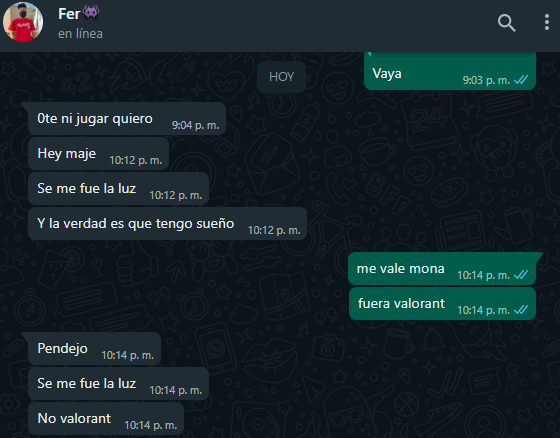 Fer👾
en línea
Vaya
9:03 p. m.
HOY
0te ni jugar quiero
9:04 p. m.
Hey maje
10:12 p. m.
Se me fue la luz
10:12 p. m.
Y la verdad es que tengo sueño
10:12 p. m.
me vale mona
10:14 p. m.
fuera valorant
10:14 p. m.
Pendejo
10:14 p. m.
Se me fue la luz
10:14 p. m.
No valorant
10:14 p. m.